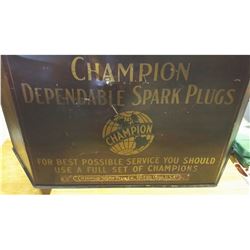 CHAMPION
DEPENDABLE SPARK PLUGS
CHAMPION
FOR BEST POSSIBLE SERVICE YOU SHOULD
USE A FULL SET OF CHAMPIONS